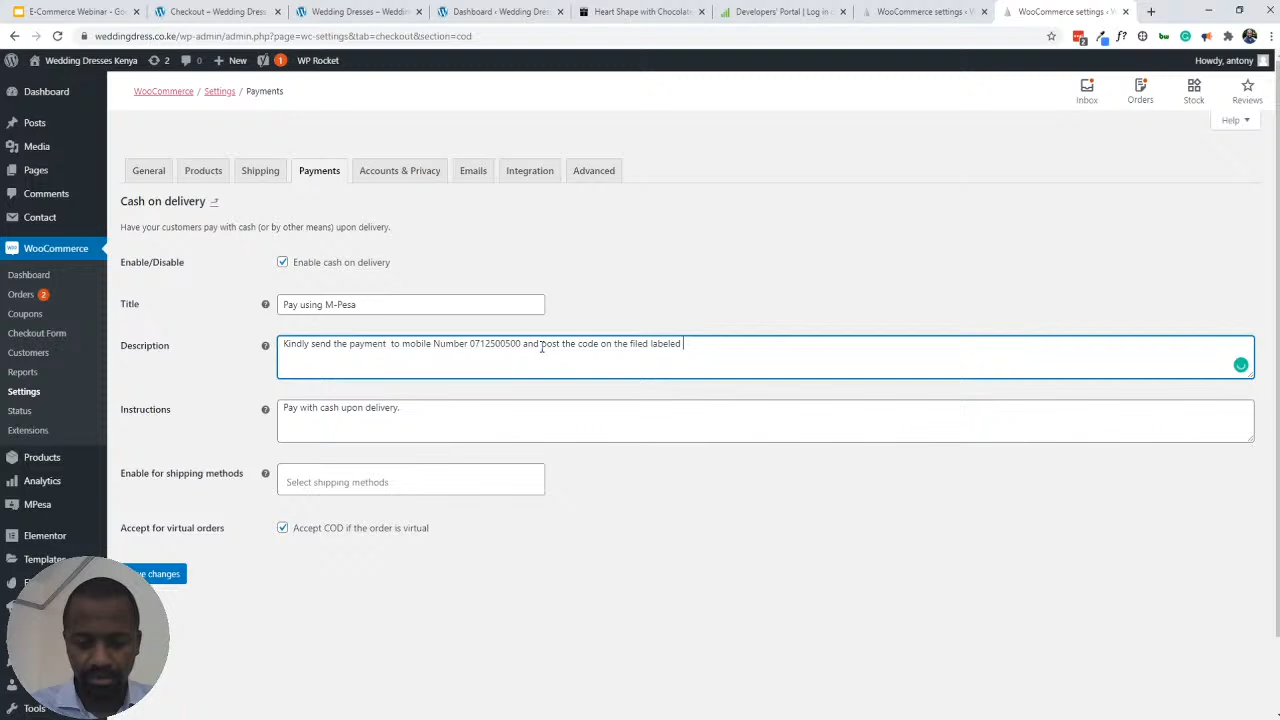 E-Commerce Webinar - Go
Checkout – Wedding Dress
Wedding Dresses – Wedding
Dashboard ‹ Wedding Dres
Heart Shape with Chocolat
Developers' Portal | Log in
WooCommerce settings ‹ W
WooCommerce settings ‹ W
weddingdress.co.ke/wp-admin/admin.php?page=wc-settings&tab=checkout&section=cod
Wedding Dresses Kenya 2 0 New 1 WP Rocket Howdy, antony
WooCommerce / Settings / Payments
Inbox Orders Stock Reviews
Help
Dashboard
Posts
Media
Pages
Comments
Contact
WooCommerce
Dashboard
Orders 2
Coupons
Checkout Form
Customers
Reports
Settings
Status
Extensions
Products
Analytics
MPesa
Elementor
Templates
Tools
General Products Shipping Payments Accounts & Privacy Emails Integration Advanced
Cash on delivery
Have your customers pay with cash (or by other means) upon delivery.
Enable/Disable Enable cash on delivery
Title Pay using M-Pesa
Description Kindly send the payment  to mobile Number 0712500500 and post the code on the filed labeled
Instructions Pay with cash upon delivery.
Enable for shipping methods Select shipping methods
Accept for virtual orders Accept COD if the order is virtual
changes